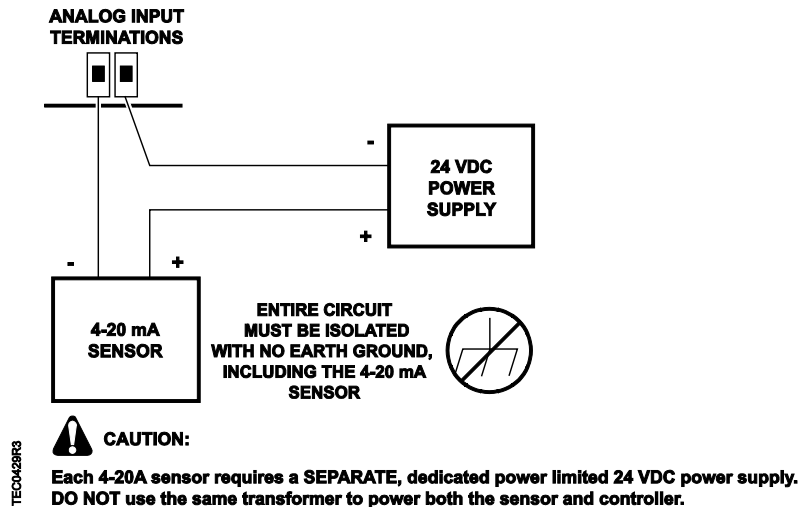 ANALOG INPUT
TERMINATIONS
-
24 VDC
POWER
SUPPLY
+
-
+
4-20 mA
SENSOR
ENTIRE CIRCUIT
MUST BE ISOLATED
WITH NO EARTH GROUND,
INCLUDING THE 4-20 mA
SENSOR
CAUTION:
Each 4-20A sensor requires a SEPARATE, dedicated power limited 24 VDC power supply.
DO NOT use the same transformer to power both the sensor and controller.
TEC0429R3